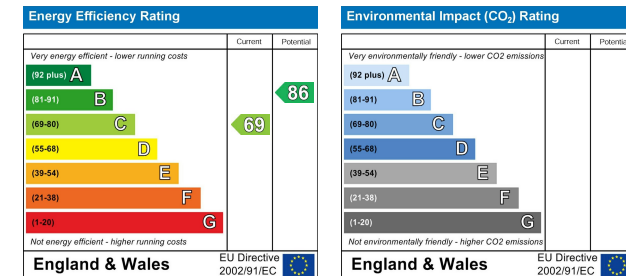 Energy Efficiency Rating
Current Potential
Very energy efficient - lower running costs
(92 plus) A
(81-91) B
86
(69-80) C
69
(55-68) D
(39-54) E
(21-38) F
(1-20) G
Not energy efficient - higher running costs
England & Wales
EU Directive
2002/91/EC
Environmental Impact (CO₂) Rating
Current Potential
Very environmentally friendly - lower CO2 emissions
(92 plus) A
(81-91) B
(69-80) C
(55-68) D
(39-54) E
(21-38) F
(1-20) G
Not environmentally friendly - higher CO2 emissions
England & Wales
EU Directive
2002/91/EC